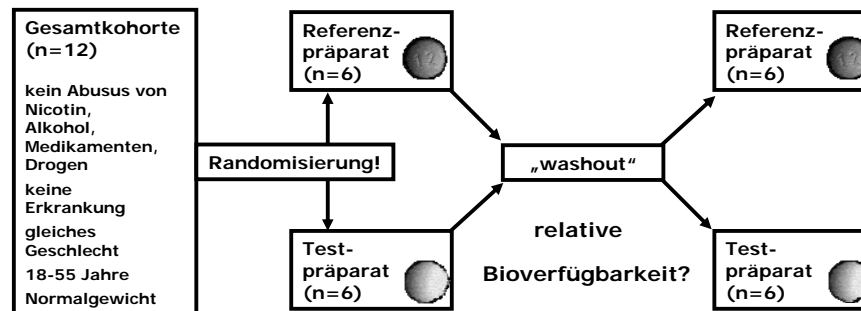 Gesamtkohorte
(n=12)
kein Abusus von
Nicotin,
Alkohol,
Medikamenten,
Drogen
keine
Erkrankung
gleiches
Geschlecht
18-55 Jahre
Normalgewicht
Randomisierung!
Referenz-
präparat
(n=6)
Test-
präparat
(n=6)
„washout“
relative
Bioverfügbarkeit?
Referenz-
präparat
(n=6)
Test-
präparat
(n=6)